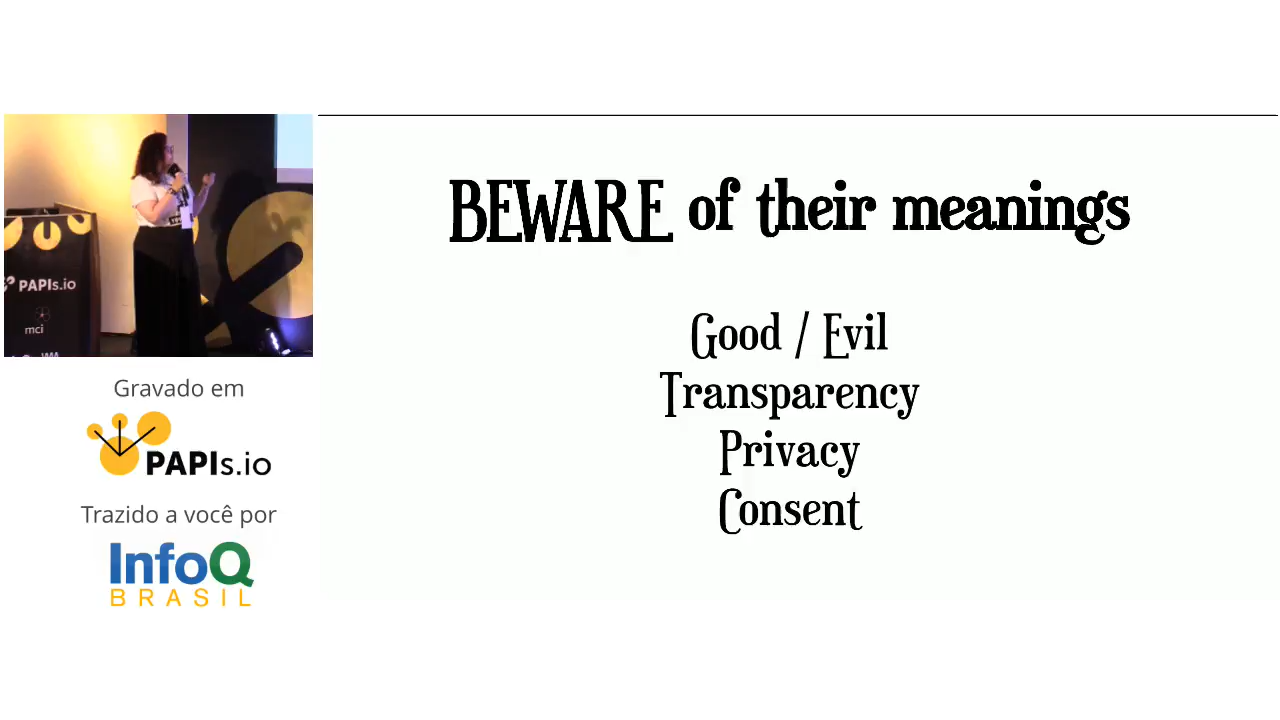 PAPIs.io
mci
Gravado em
PAPIs.io
Trazido a você por
InfoQ
BRASIL
BEWARE of their meanings
Good / Evil
Transparency
Privacy
Consent